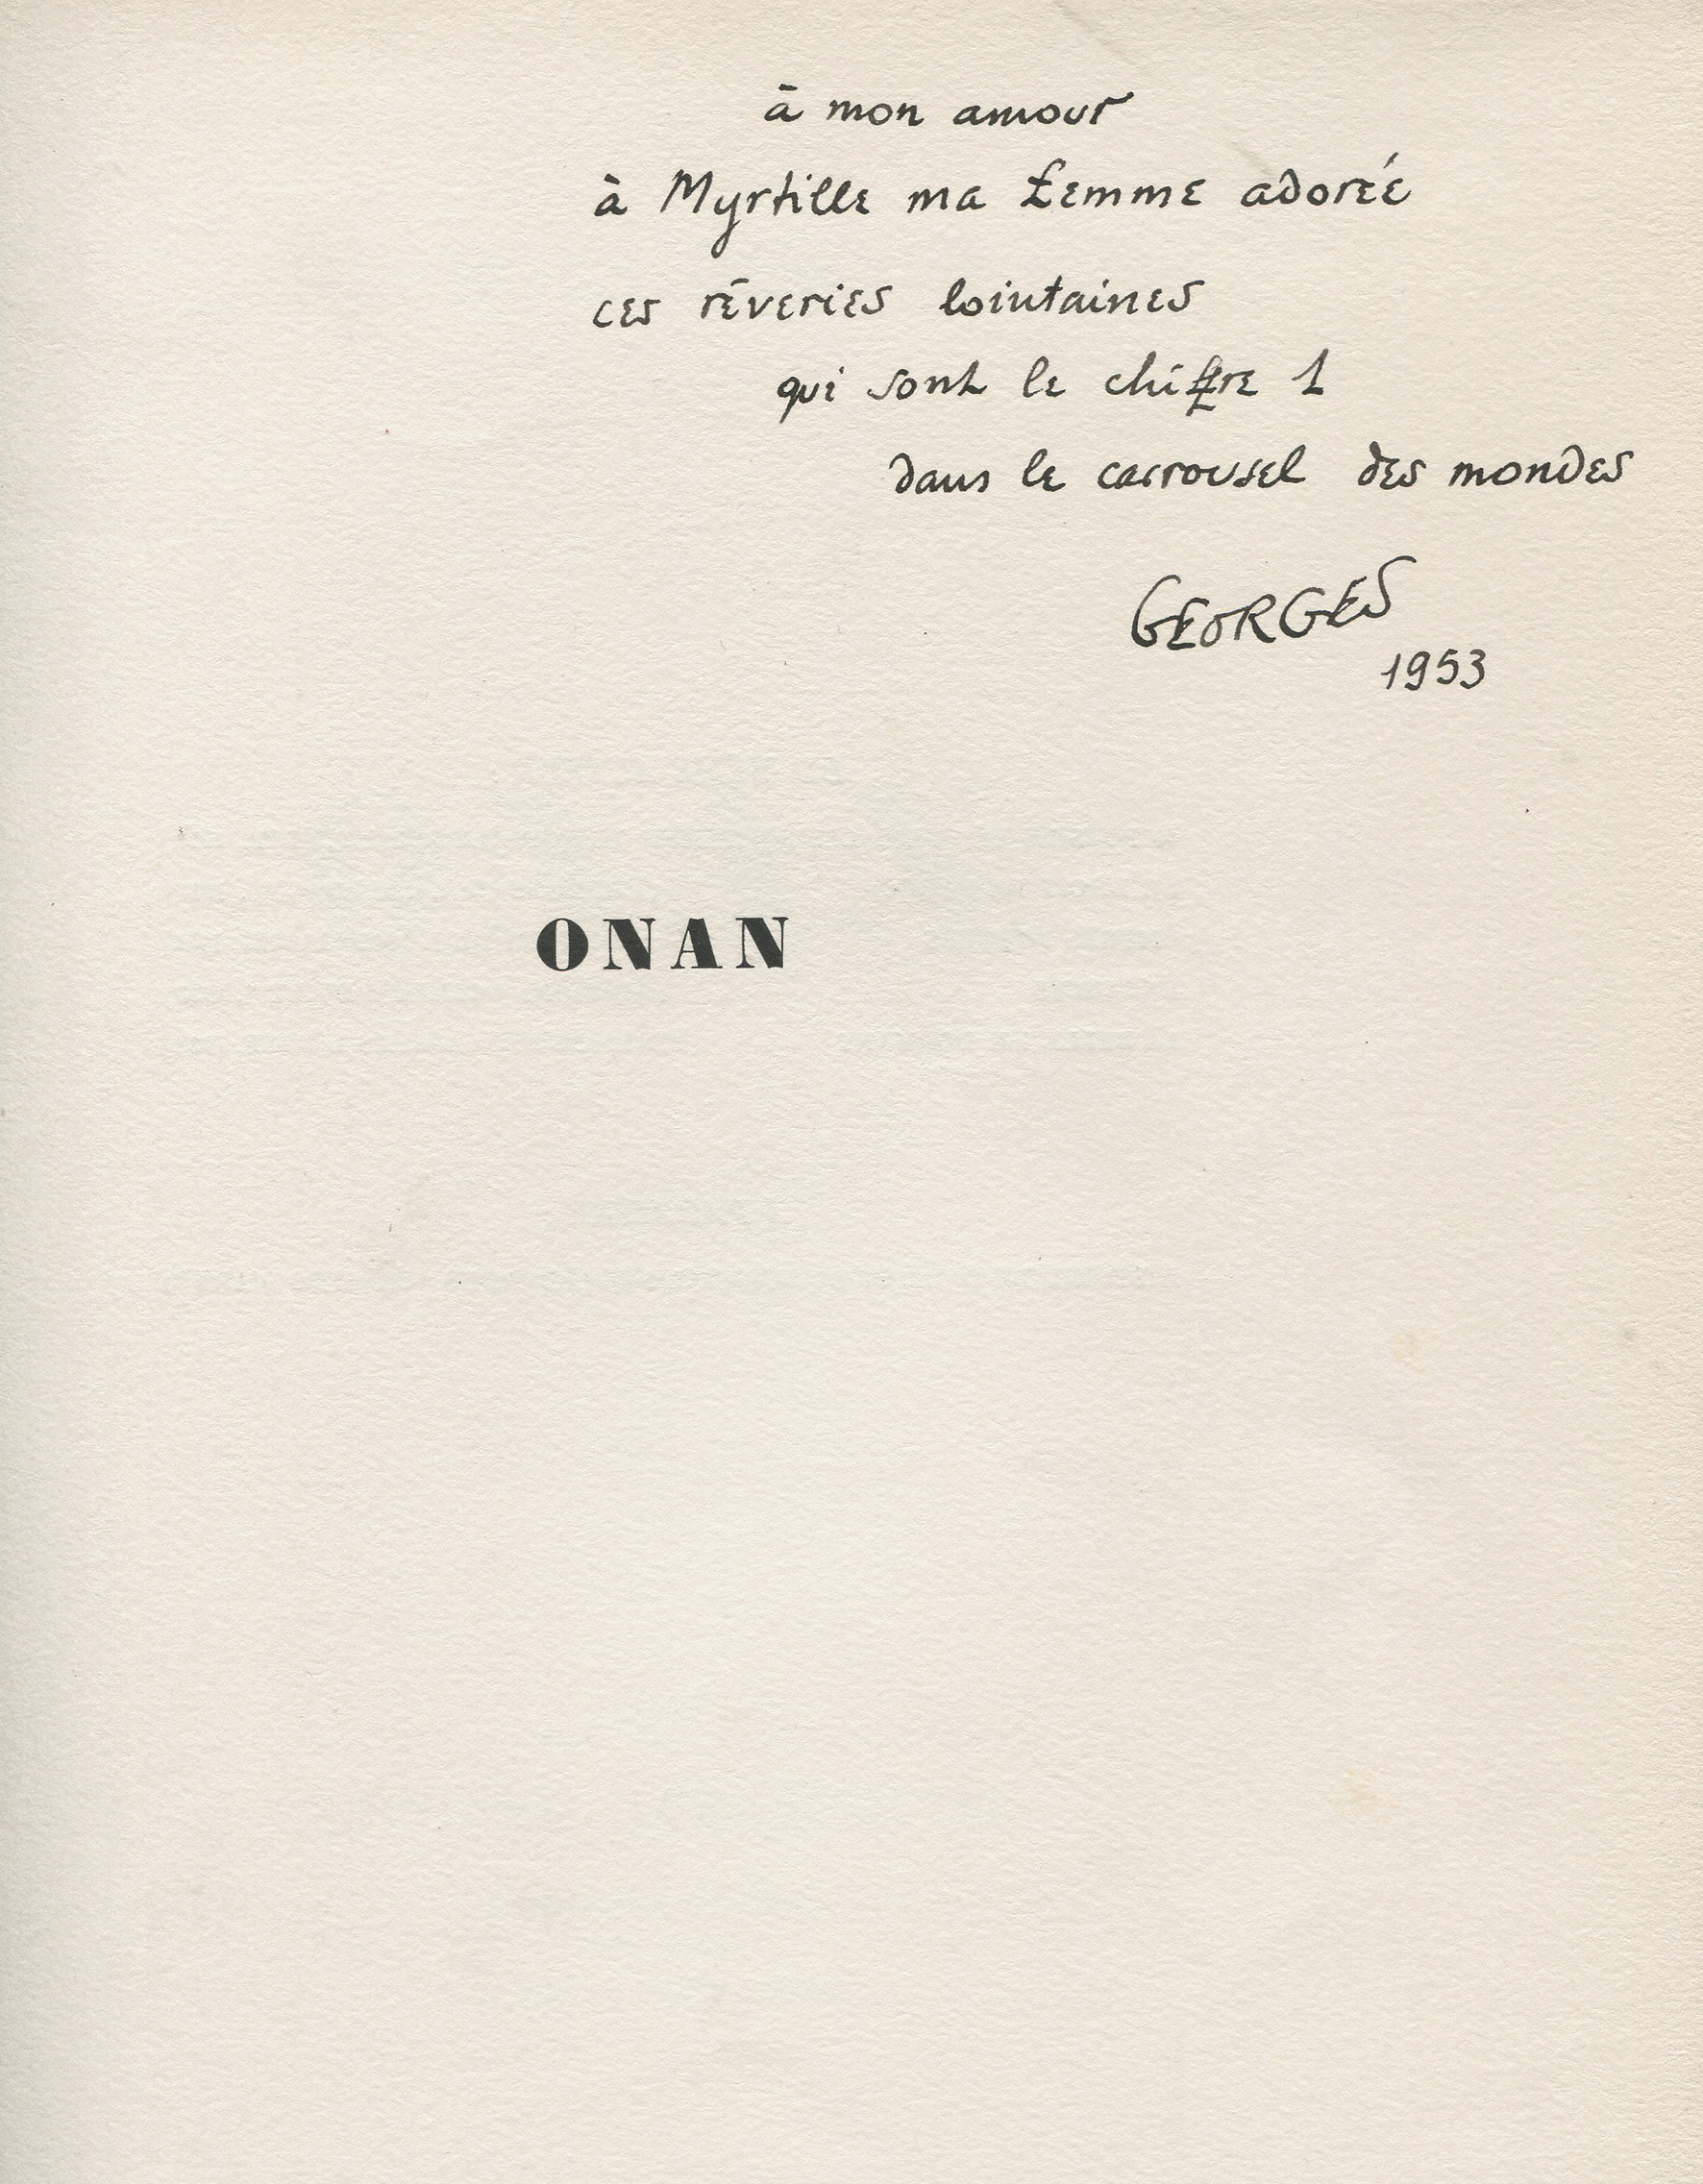 à mon amour
à Myrtille ma femme adorée
ces rêveries lointaines
qui sont le chiffre 1
dans le carrousel des mondes
GEORGES
1953
ONAN